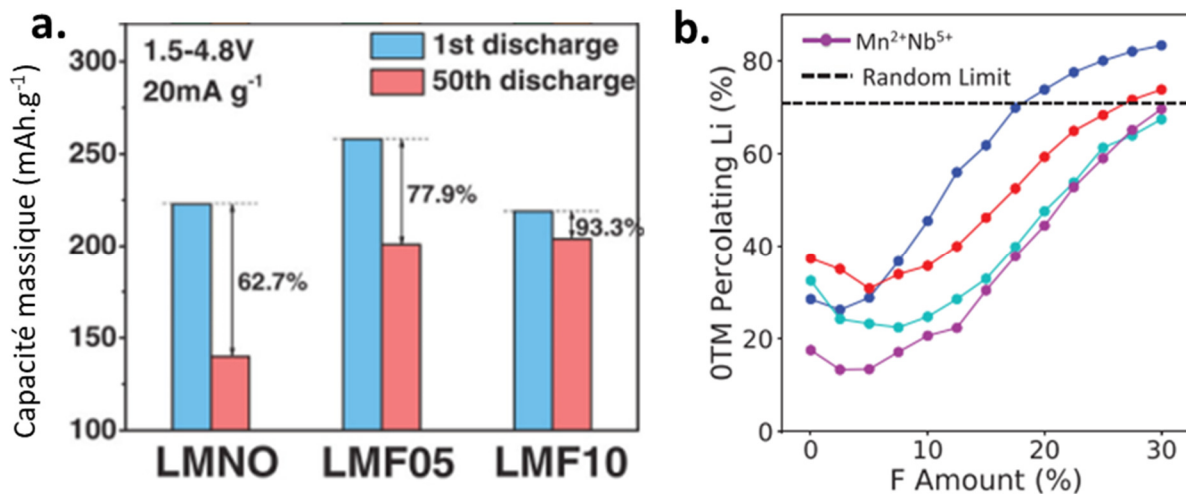 a.
Capacité massique (mAh.g⁻¹)
300
250
200
150
100
1.5-4.8V
20mA g⁻¹
1st discharge
50th discharge
62.7%
77.9%
93.3%
LMNO
LMF05
LMF10
b.
0TM Percolating Li (%)
80
60
40
20
0
Mn²⁺Nb⁵⁺
Random Limit
0
10
20
30
F Amount (%)